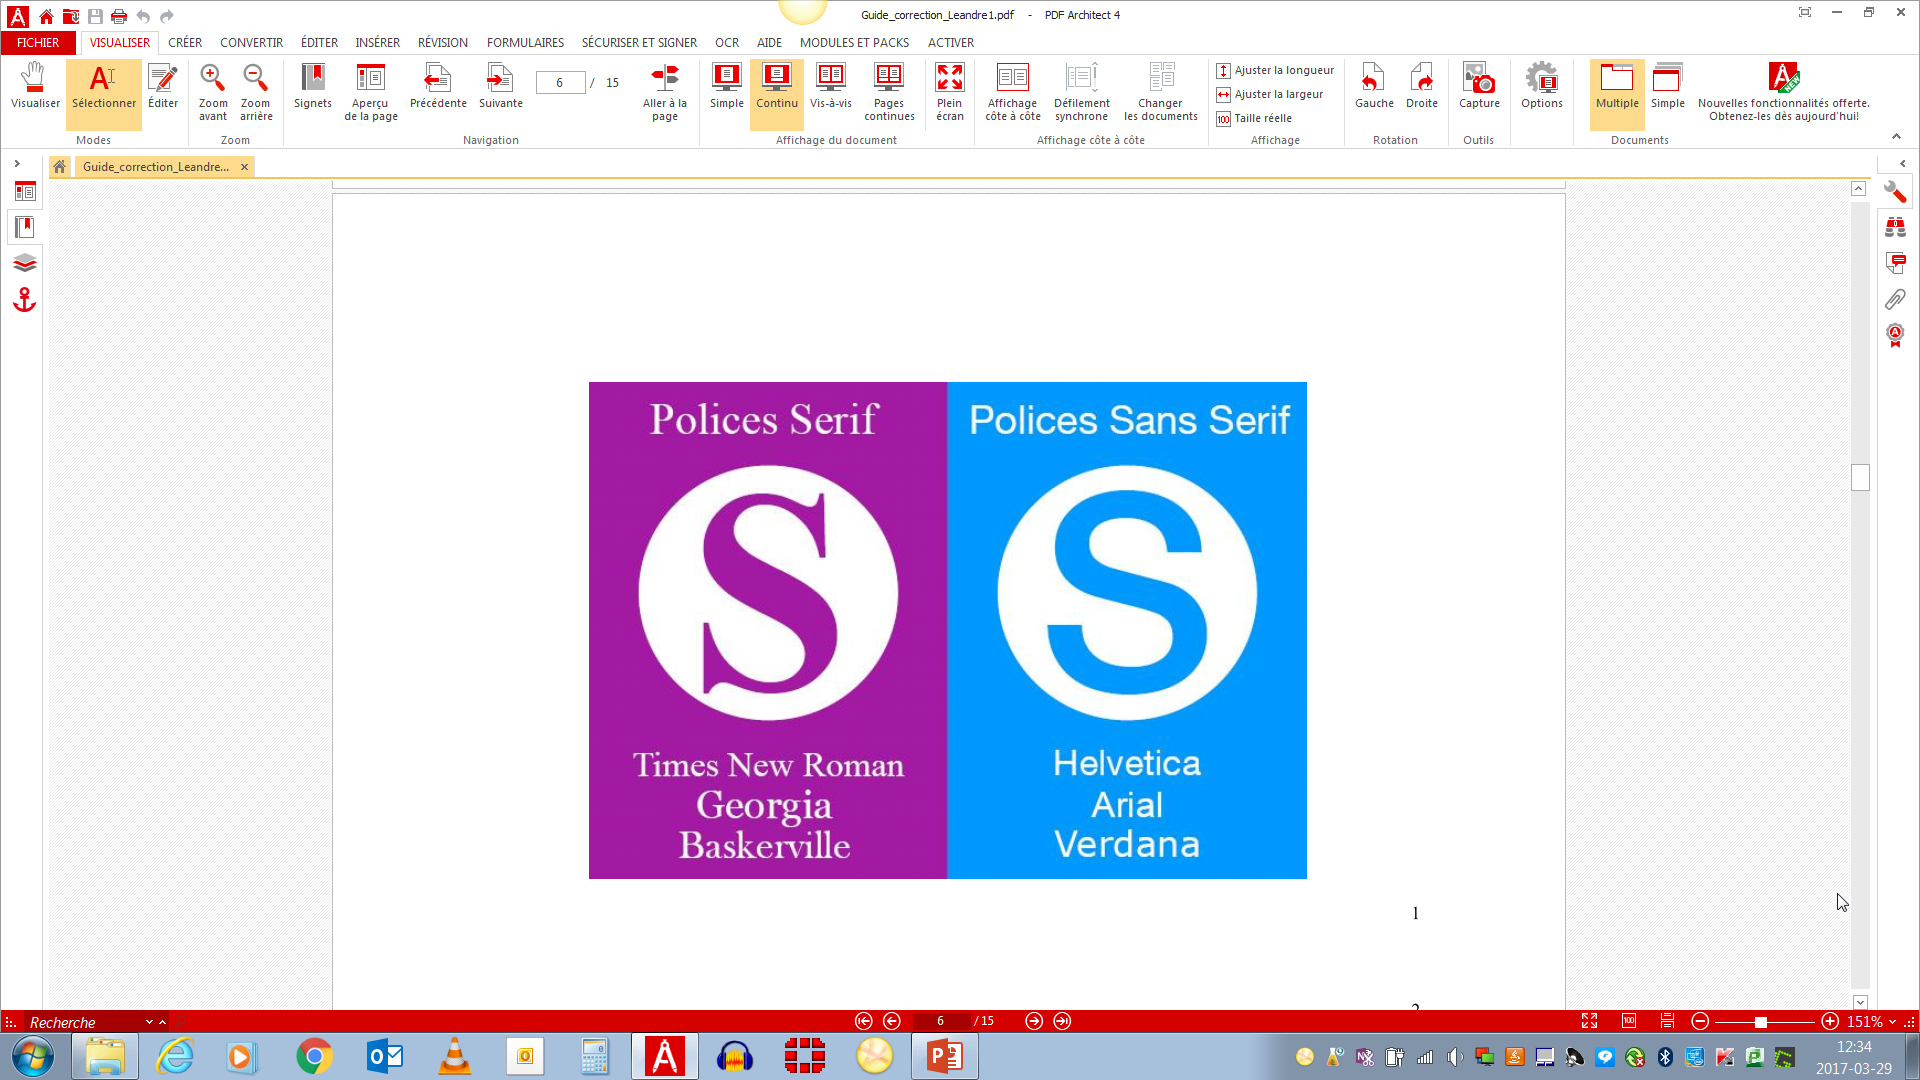 Guide_correction_Leandre1.pdf - PDF Architect 4
FICHIER VISUALISER CRÉER CONVERTIR ÉDITER INSÉRER RÉVISION FORMULAIRES SÉCURISER ET SIGNER OCR AIDE MODULES ET PACKS ACTIVER
Visualiser Sélectionner Éditer
Modes
Zoom avant
Zoom arrière
Zoom
Signets
Aperçu de la page
Précédente
Suivante
6 / 15
Aller à la page
Navigation
Simple
Continu
Vis-à-vis
Pages continues
Plein écran
Affichage du document
Affichage côte à côte
Défilement synchrone
Changer les documents
Affichage côte à côte
Ajuster la longueur
Ajuster la largeur
100 Taille réelle
Affichage
Gauche
Droite
Rotation
Capture
Outils
Options
Multiple
Simple
Documents
NEW
Nouvelles fonctionnalités offerte.
Obtenez-les dès aujourd'hui!
Guide_correction_Leandre...
Polices Serif
S
Times New Roman
Georgia
Baskerville
Polices Sans Serif
S
Helvetica
Arial
Verdana
1
Recherche
6 / 15
100
151%
12:34
2017-03-29